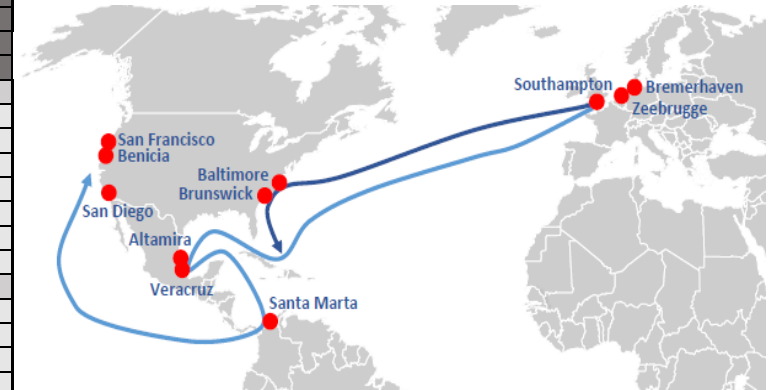 Southampton
Bremerhaven
Zeebrugge
San Francisco
Benicia
Baltimore
Brunswick
San Diego
Altamira
Veracruz
Santa Marta